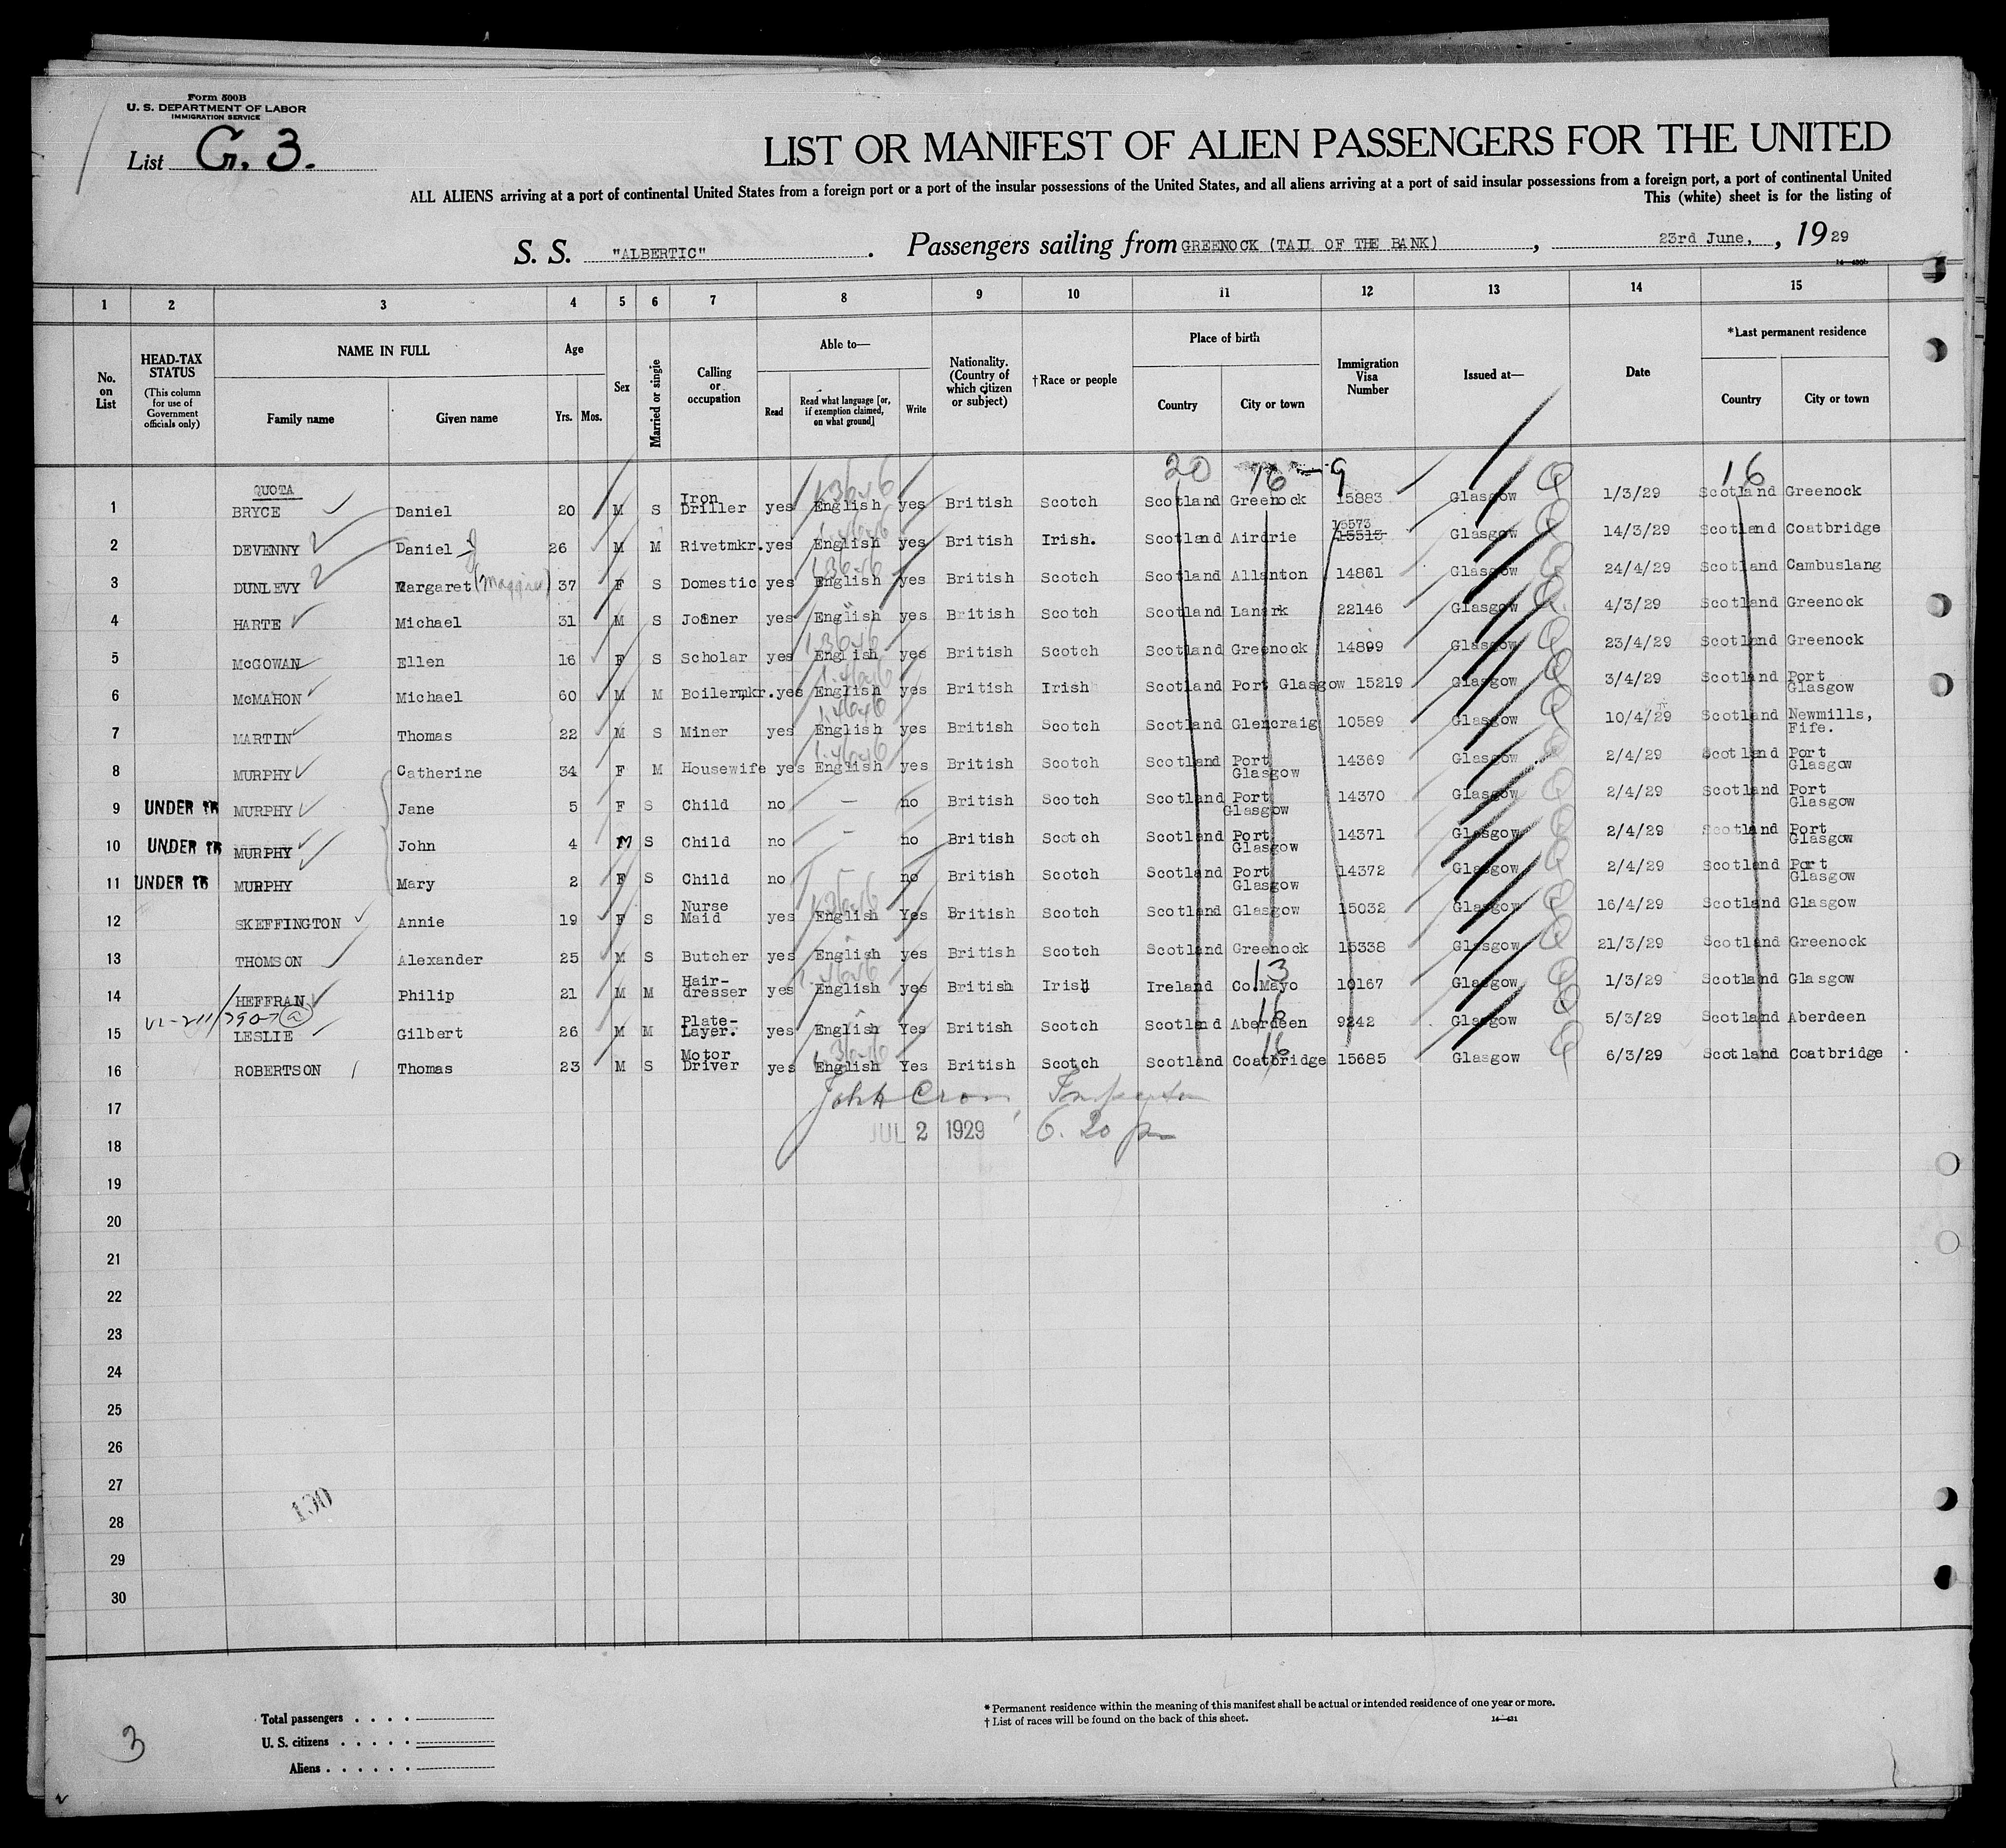 Form 500B
U. S. DEPARTMENT OF LABOR
IMMIGRATION SERVICE
List G. 3.
LIST OR MANIFEST OF ALIEN PASSENGERS FOR THE UNITED
ALL ALIENS arriving at a port of continental United States from a foreign port or a port of the insular possessions of the United States, and all aliens arriving at a port of said insular possessions from a foreign port, a port of continental United
This (white) sheet is for the listing of
S. S. "ALBERTIC". Passengers sailing from GREENOCK (TAIL OF THE BANK), 23rd June, , 1929
1 2 3 4 5 6 7 8 9 10 11 12 13 14 15
No. on List
HEAD-TAX STATUS
(This column for use of Government officials only)
NAME IN FULL
Family name Given name
Age
Yrs. Mos.
Sex
Married or single
Calling or occupation
Able to—
Read Read what language [or, if exemption claimed, on what ground] Write
Nationality. (Country of which citizen or subject)
†Race or people
Place of birth
Country City or town
Immigration Visa Number
Issued at—
Date
*Last permanent residence
Country City or town
20 16 — 9 16
QUOTA
1 BRYCE Daniel 20 M S Iron Driller yes English yes British Scotch Scotland Greenock 15883 Glasgow Q 1/3/29 Scotland Greenock
2 DEVENNY Daniel 26 M M Rivetmkr. yes English yes British Irish. Scotland Airdrie 15573 15515 Glasgow Q 14/3/29 Scotland Coatbridge
3 DUNLEVY Margaret (Maggie) 37 F S Domestic yes English yes British Scotch Scotland Allanton 14861 Glasgow Q 24/4/29 Scotland Cambuslang
4 HARTE Michael 31 M S Joiner yes English yes British Scotch Scotland Lanark 22146 Glasgow Q 4/3/29 Scotland Greenock
5 McGOWAN Ellen 16 F S Scholar yes English yes British Scotch Scotland Greenock 14899 Glasgow Q 23/4/29 Scotland Greenock
6 McMAHON Michael 60 M M Boilermkr. yes English yes British Irish Scotland Port Glasgow 15219 Glasgow Q 3/4/29 Scotland Port Glasgow
7 MARTIN Thomas 22 M S Miner yes English yes British Scotch Scotland Glencraig 10589 Glasgow Q 10/4/29 Scotland Newmills, Fife.
8 MURPHY Catherine 34 F M Housewife yes English yes British Scotch Scotland Port Glasgow 14369 Glasgow Q 2/4/29 Scotland Port Glasgow
9 UNDER 16 MURPHY Jane 5 F S Child no — no British Scotch Scotland Port Glasgow 14370 Glasgow Q 2/4/29 Scotland Port Glasgow
10 UNDER 16 MURPHY John 4 M S Child no — no British Scotch Scotland Port Glasgow 14371 Glasgow Q 2/4/29 Scotland Port Glasgow
11 UNDER 16 MURPHY Mary 2 F S Child no — no British Scotch Scotland Port Glasgow 14372 Glasgow Q 2/4/29 Scotland Port Glasgow
12 SKEFFINGTON Annie 19 F S Nurse Maid yes English Yes British Scotch Scotland Glasgow 15032 Glasgow Q 16/4/29 Scotland Glasgow
13 THOMSON Alexander 25 M S Butcher yes English yes British Scotch Scotland Greenock 15338 Glasgow Q 21/3/29 Scotland Greenock
14 HEFFRAN Philip 21 M M Hair-dresser yes English yes British Irish Ireland Co.Mayo 13 10167 Glasgow Q 1/3/29 Scotland Glasgow
15 LESLIE Gilbert 26 M M Plate-Layer. yes English Yes British Scotch Scotland Aberdeen 16 9242 Glasgow Q 5/3/29 Scotland Aberdeen
16 ROBERTSON Thomas 23 M S Motor Driver yes English Yes British Scotch Scotland Coatbridge 16 15685 Glasgow Q 6/3/29 Scotland Coatbridge
17
18 JUL 2 1929 6. 20 pm
19
20
21
22
23
24
25
26
27
28
29
30
130
Total passengers
U. S. citizens
Aliens
3
* Permanent residence within the meaning of this manifest shall be actual or intended residence of one year or more.
† List of races will be found on the back of this sheet.